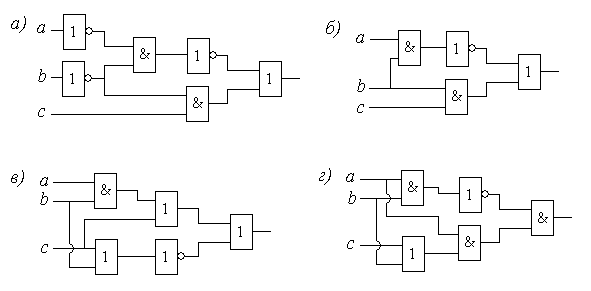 а) a 1 & 1 1
b 1 &
c
б) a & 1 1
b &
c
в) a & 1 1
b
c 1 1
г) a & 1 &
b
c 1 &